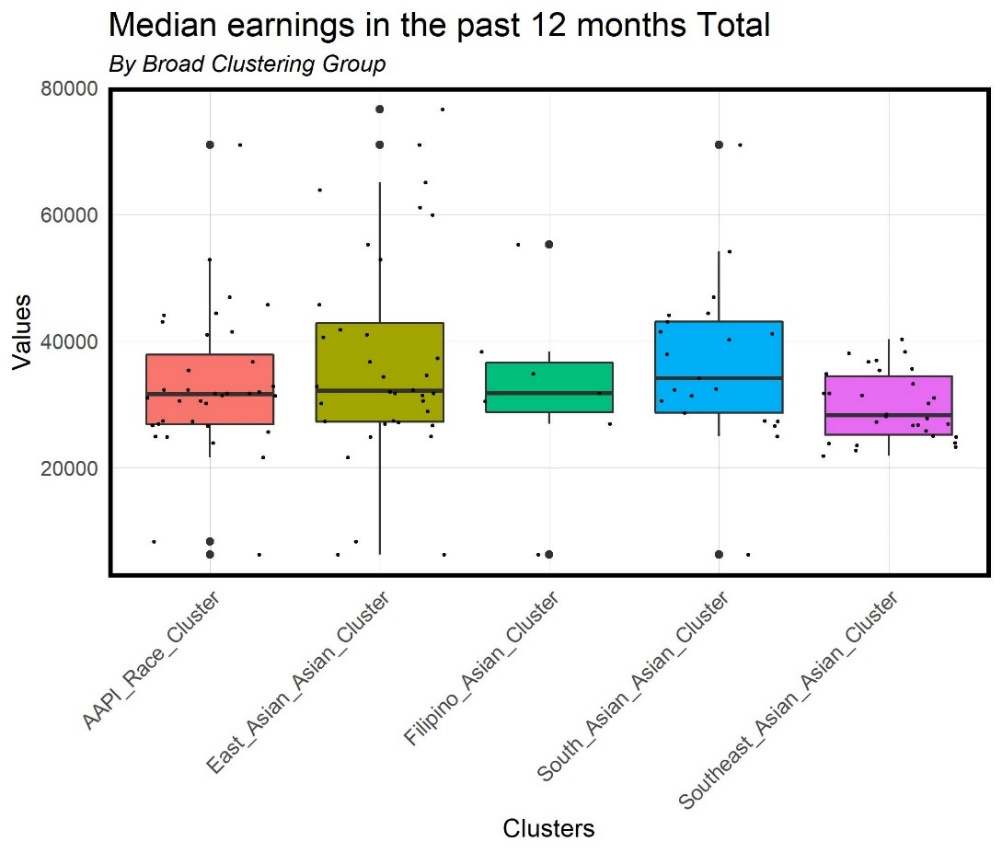 Median earnings in the past 12 months Total
By Broad Clustering Group
80000
60000
40000
20000
Values
AAPI_Race_Cluster
East_Asian_Asian_Cluster
Filipino_Asian_Cluster
South_Asian_Asian_Cluster
Southeast_Asian_Asian_Cluster
Clusters